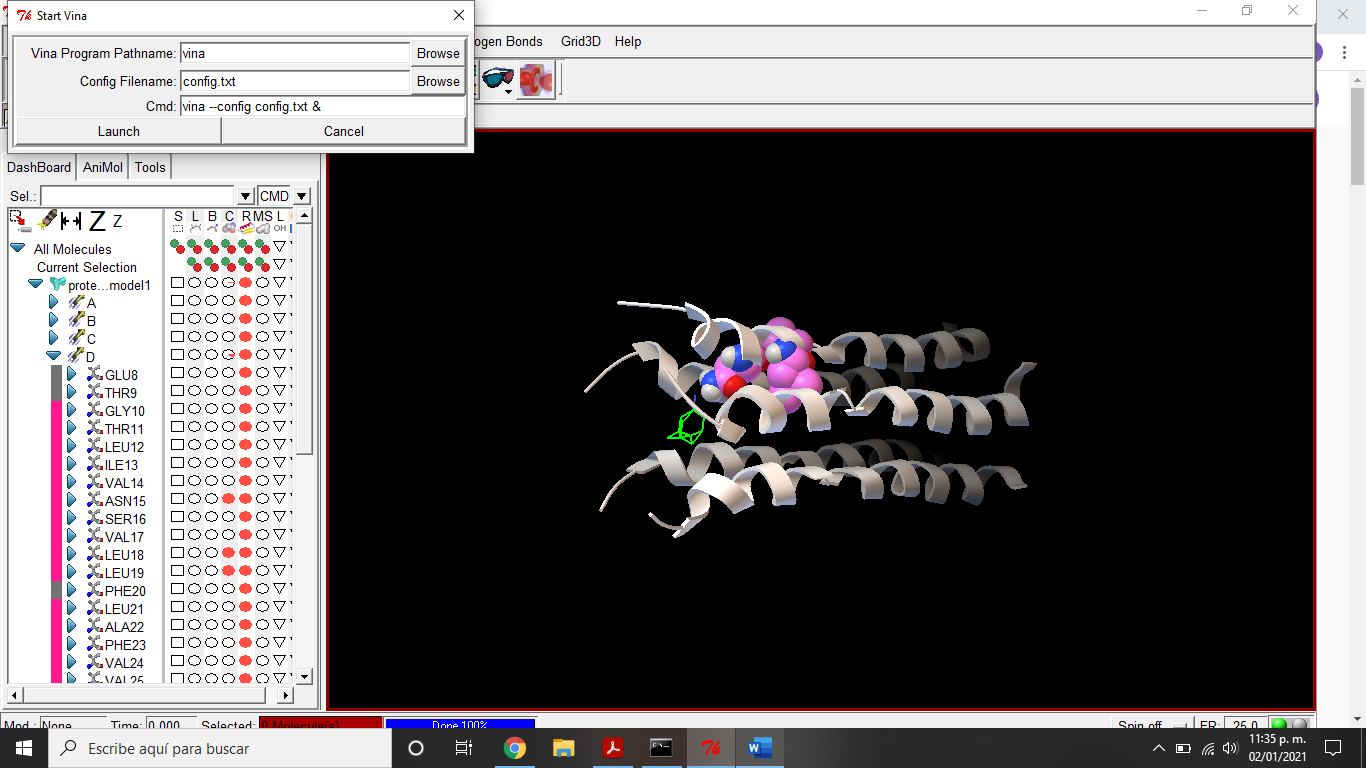 Start Vina
Vina Program Pathname: vina Browse
Config Filename: config.txt Browse
Cmd: vina --config config.txt &
Launch Cancel
ogen Bonds Grid3D Help
DashBoard AniMol Tools
Sel.: CMD
Z Z S L B C R MS L
OH
All Molecules
Current Selection
prote...model1
A
B
C
D
GLU8
THR9
GLY10
THR11
LEU12
ILE13
VAL14
ASN15
SER16
VAL17
LEU18
LEU19
PHE20
LEU21
ALA22
PHE23
VAL24
VAL25
Mod.: None Time: 0.000 Selected: 0 Molecule(s) Done 100% Spin off FR: 25.0
Escribe aquí para buscar
11:35 p. m.
02/01/2021